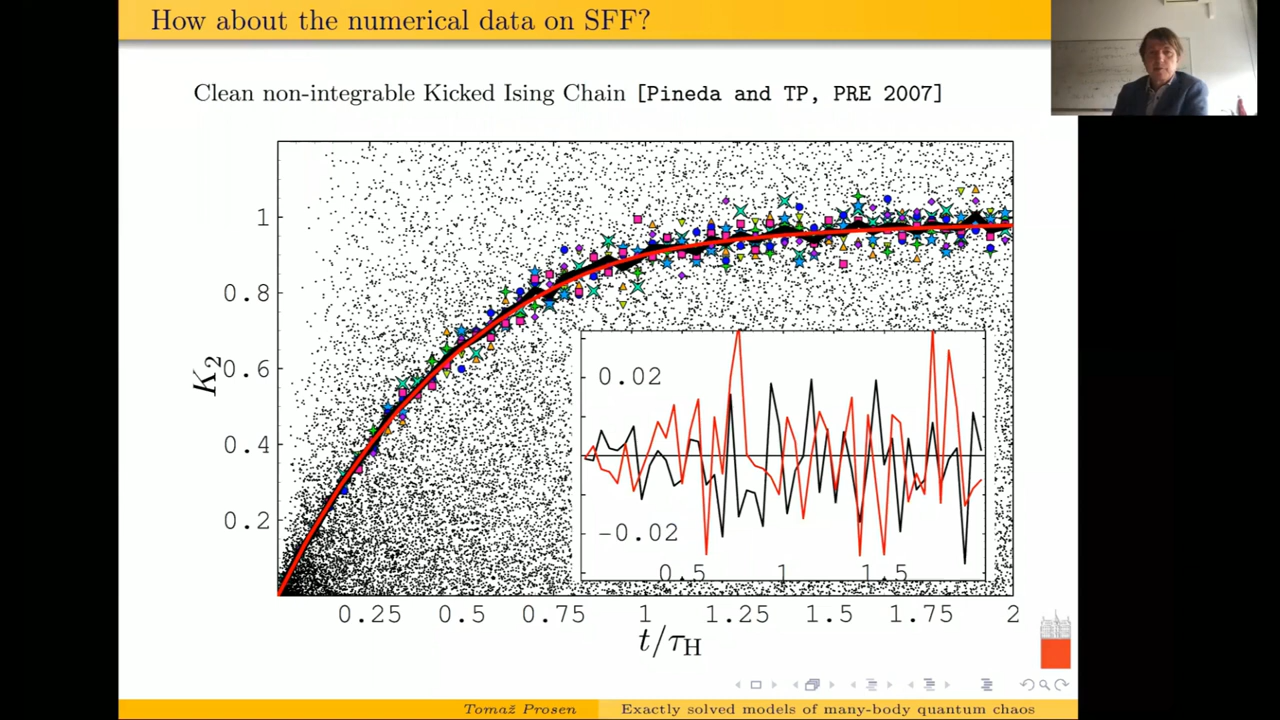 How about the numerical data on SFF?
Clean non-integrable Kicked Ising Chain [Pineda and TP, PRE 2007]
K₂
1
0.8
0.6
0.4
0.2
0.02
−0.02
0.5 1 1.5
0.25 0.5 0.75 1 1.25 1.5 1.75 2
t/τ_H
Tomaž Prosen Exactly solved models of many-body quantum chaos